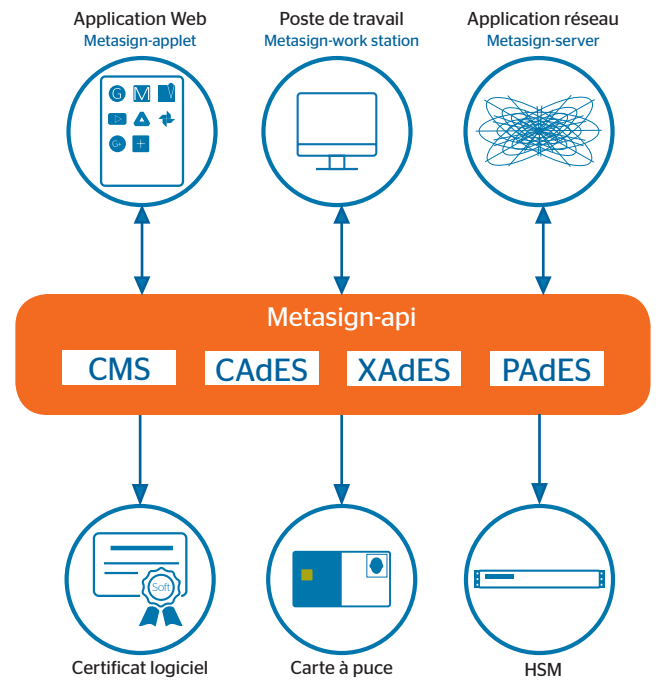 Application Web
Metasign-applet
Poste de travail
Metasign-work station
Application réseau
Metasign-server
G
M
G+
Metasign-api
CMS
CAdES
XAdES
PAdES
Soft
Certificat logiciel
Carte à puce
HSM